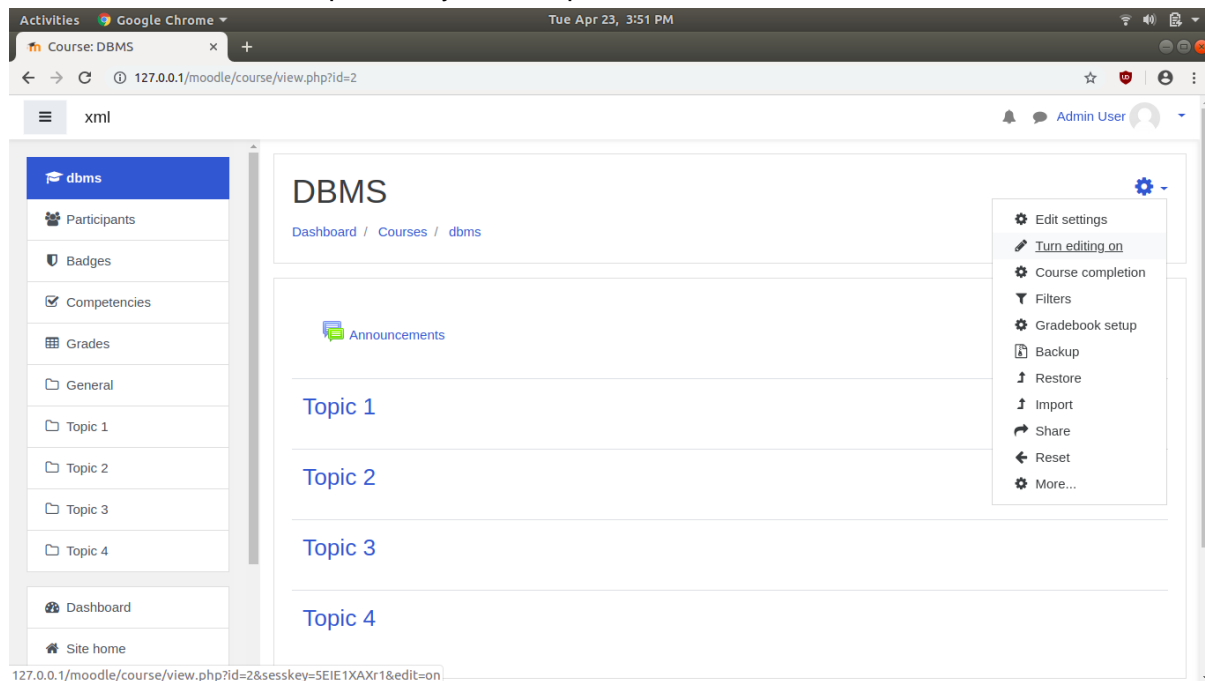 Activities Google Chrome Tue Apr 23, 3:51 PM
Course: DBMS
127.0.0.1/moodle/course/view.php?id=2
xml Admin User
dbms
Participants
Badges
Competencies
Grades
General
Topic 1
Topic 2
Topic 3
Topic 4
Dashboard
Site home
DBMS
Dashboard / Courses / dbms
Announcements
Topic 1
Topic 2
Topic 3
Topic 4
Edit settings
Turn editing on
Course completion
Filters
Gradebook setup
Backup
Restore
Import
Share
Reset
More...
127.0.0.1/moodle/course/view.php?id=2&sesskey=5EIE1XAXr1&edit=on